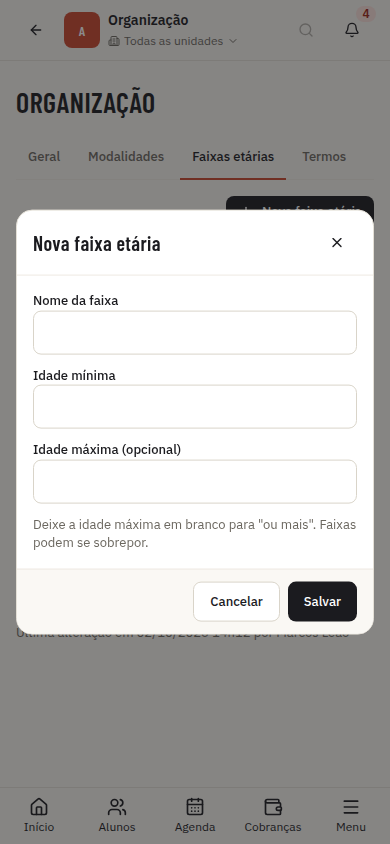 A
Organização
Todas as unidades
4
ORGANIZAÇÃO
Geral
Modalidades
Faixas etárias
Termos
Nova faixa etária
Nome da faixa
Idade mínima
Idade máxima (opcional)
Deixe a idade máxima em branco para "ou mais". Faixas
podem se sobrepor.
Cancelar
Salvar
Início
Alunos
Agenda
Cobranças
Menu